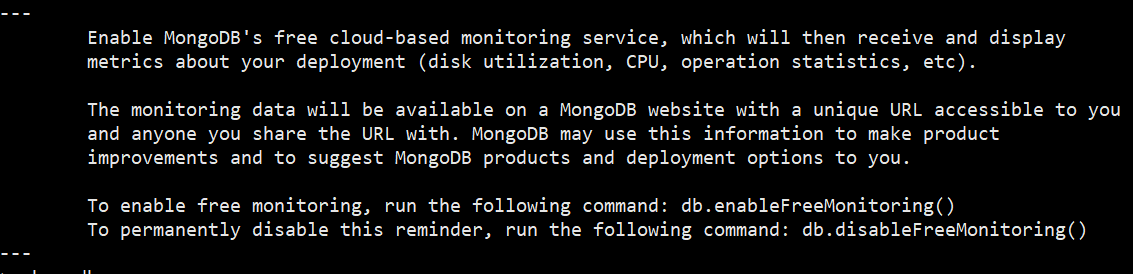 ---
Enable MongoDB's free cloud-based monitoring service, which will then receive and display
metrics about your deployment (disk utilization, CPU, operation statistics, etc).
The monitoring data will be available on a MongoDB website with a unique URL accessible to you
and anyone you share the URL with. MongoDB may use this information to make product
improvements and to suggest MongoDB products and deployment options to you.
To enable free monitoring, run the following command: db.enableFreeMonitoring()
To permanently disable this reminder, run the following command: db.disableFreeMonitoring()
---